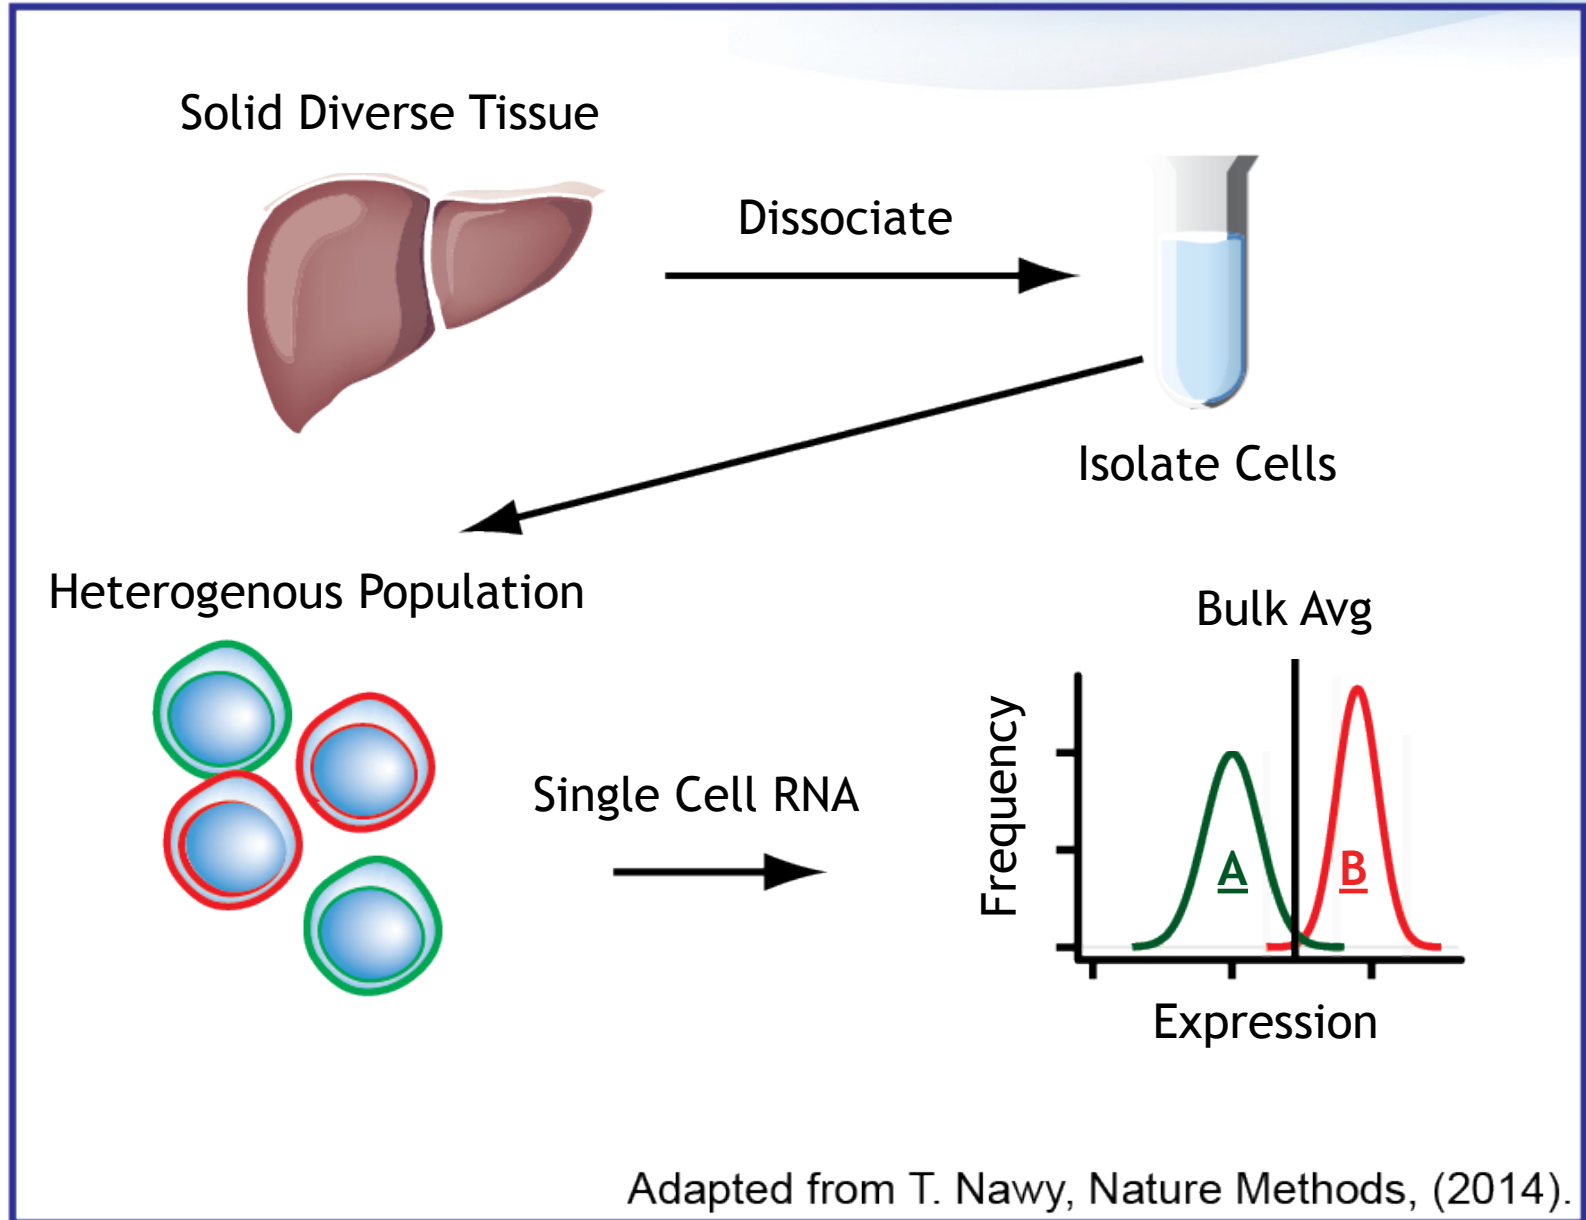 Solid Diverse Tissue
Dissociate
Isolate Cells
Heterogenous Population
Single Cell RNA
Bulk Avg
Frequency
A
B
Expression
Adapted from T. Nawy, Nature Methods, (2014).